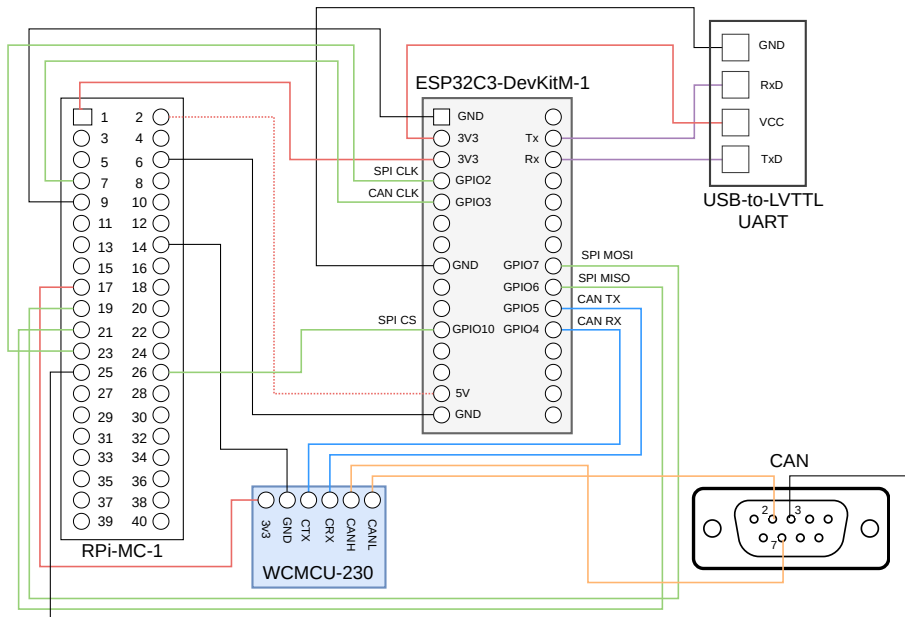 ESP32C3-DevKitM-1
GND
RxD
VCC
TxD
USB-to-LVTTL
UART
1 2
3 4
5 6
7 8
9 10
11 12
13 14
15 16
17 18
19 20
21 22
23 24
25 26
27 28
29 30
31 32
33 34
35 36
37 38
39 40
RPi-MC-1
SPI CLK
CAN CLK
SPI CS
GND
3V3 Tx
3V3 Rx
GPIO2
GPIO3
GND GPIO7
GPIO6
GPIO5
GPIO10 GPIO4
5V
GND
SPI MOSI
SPI MISO
CAN TX
CAN RX
3v3
GND
CTX
CRX
CANH
CANL
WCMCU-230
CAN
2 3
7